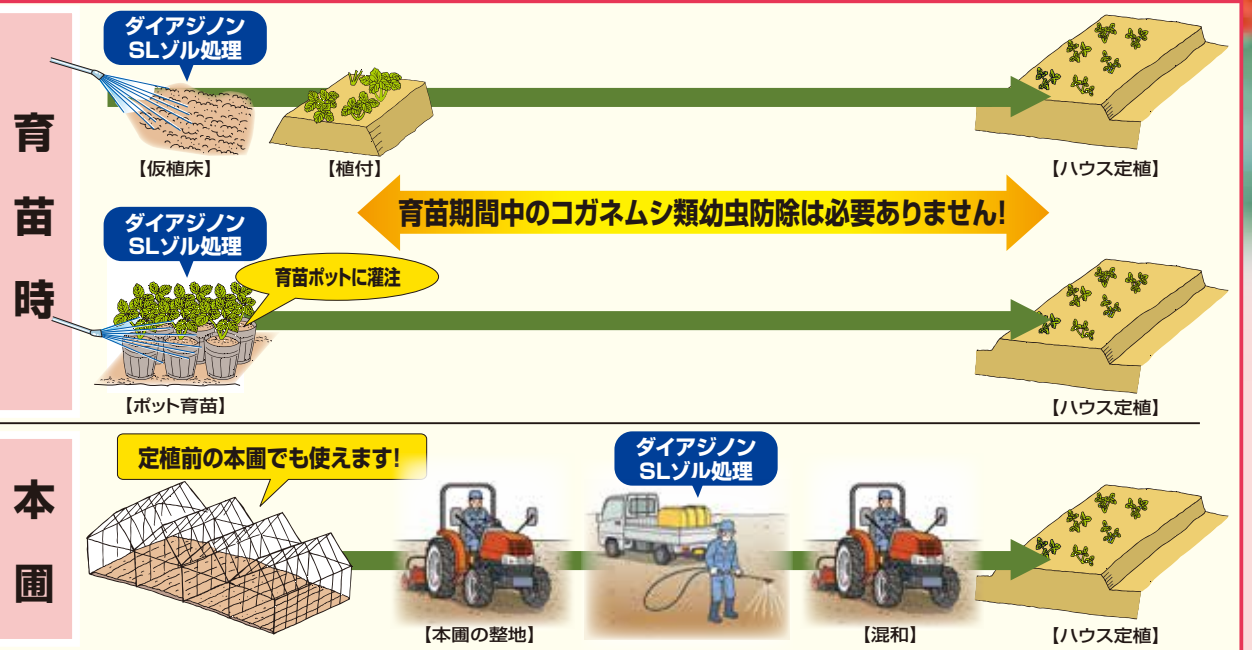 育苗時
ダイアジノン
SLゾル処理
【仮植床】
【植付】
【ハウス定植】
育苗期間中のコガネムシ類幼虫防除は必要ありません!
ダイアジノン
SLゾル処理
育苗ポットに灌注
【ポット育苗】
【ハウス定植】
本圃
定植前の本圃でも使えます!
ダイアジノン
SLゾル処理
【本圃の整地】
【混和】
【ハウス定植】